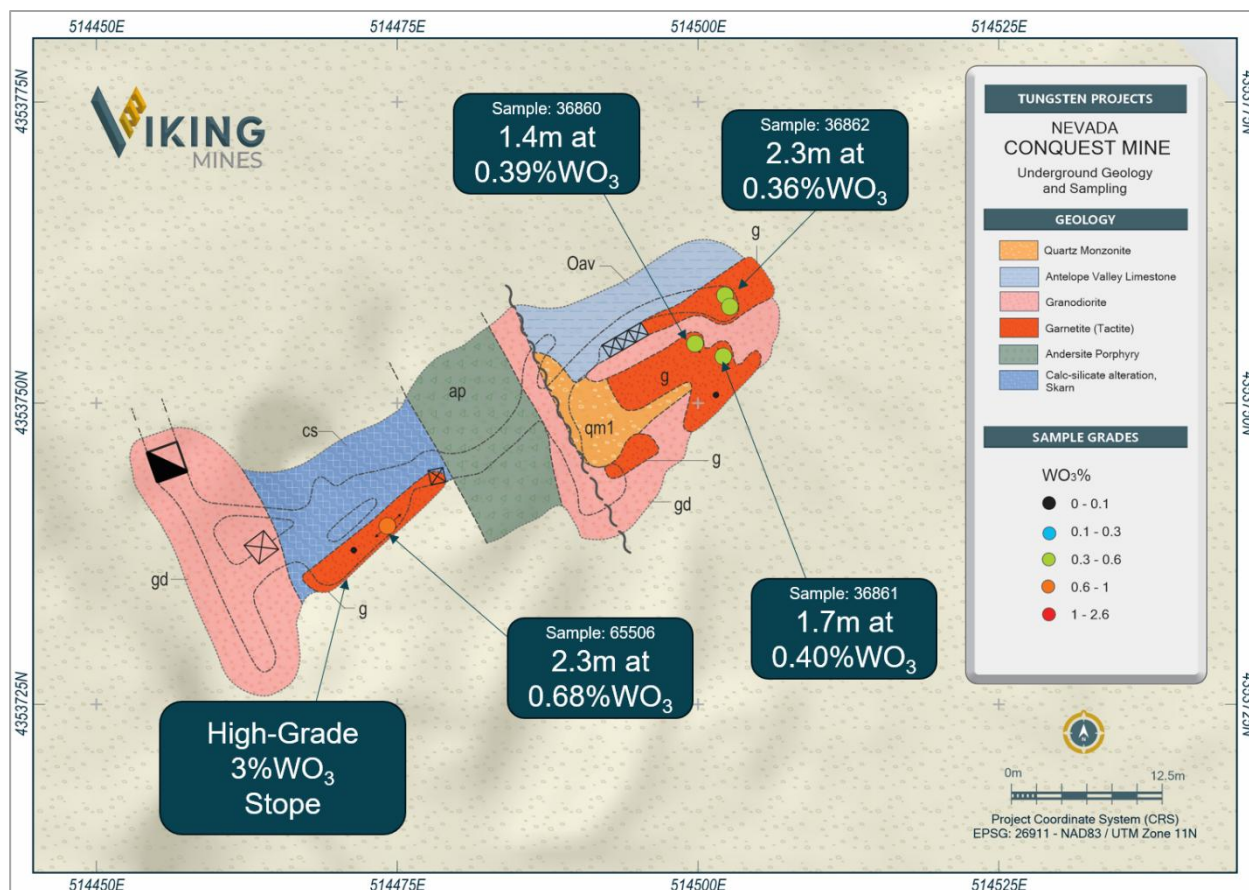 514450E
514475E
514500E
514525E
4353775N
4353775N
VIKING
MINES
Sample: 36860
1.4m at
0.39%WO₃
Sample: 36862
2.3m at
0.36%WO₃
TUNGSTEN PROJECTS
NEVADA
CONQUEST MINE
Underground Geology
and Sampling
GEOLOGY
Quartz Monzonite
Antelope Valley Limestone
Granodiorite
Garnetite (Tactite)
Andersite Porphyry
Calc-silicate alteration,
Skarn
SAMPLE GRADES
WO₃%
0 - 0.1
0.1 - 0.3
0.3 - 0.6
0.6 - 1
1 - 2.6
g
Oav
4353750N
4353750N
ap
g
cs
qm1
g
gd
gd
g
Sample: 36861
1.7m at
0.40%WO₃
Sample: 65506
2.3m at
0.68%WO₃
4353725N
4353725N
High-Grade
3%WO₃
Stope
N
0m
12.5m
Project Coordinate System (CRS)
EPSG: 26911 - NAD83 / UTM Zone 11N
514450E
514475E
514500E
514525E